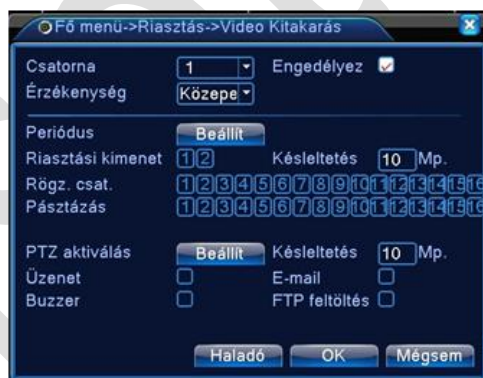 Fő menü->Riasztás->Video Kitakarás
Csatorna 1 Engedélyez
Érzékenység Közepe
Periódus Beállít
Riasztási kimenet 1 2 Késleltetés 10 Mp.
Rögz. csat. 1 2 3 4 5 6 7 8 9 10 11 12 13 14 15 16
Pásztázás 1 2 3 4 5 6 7 8 9 10 11 12 13 14 15 16
PTZ aktiválás Beállít Késleltetés 10 Mp.
Üzenet E-mail
Buzzer FTP feltöltés
Haladó OK Mégsem